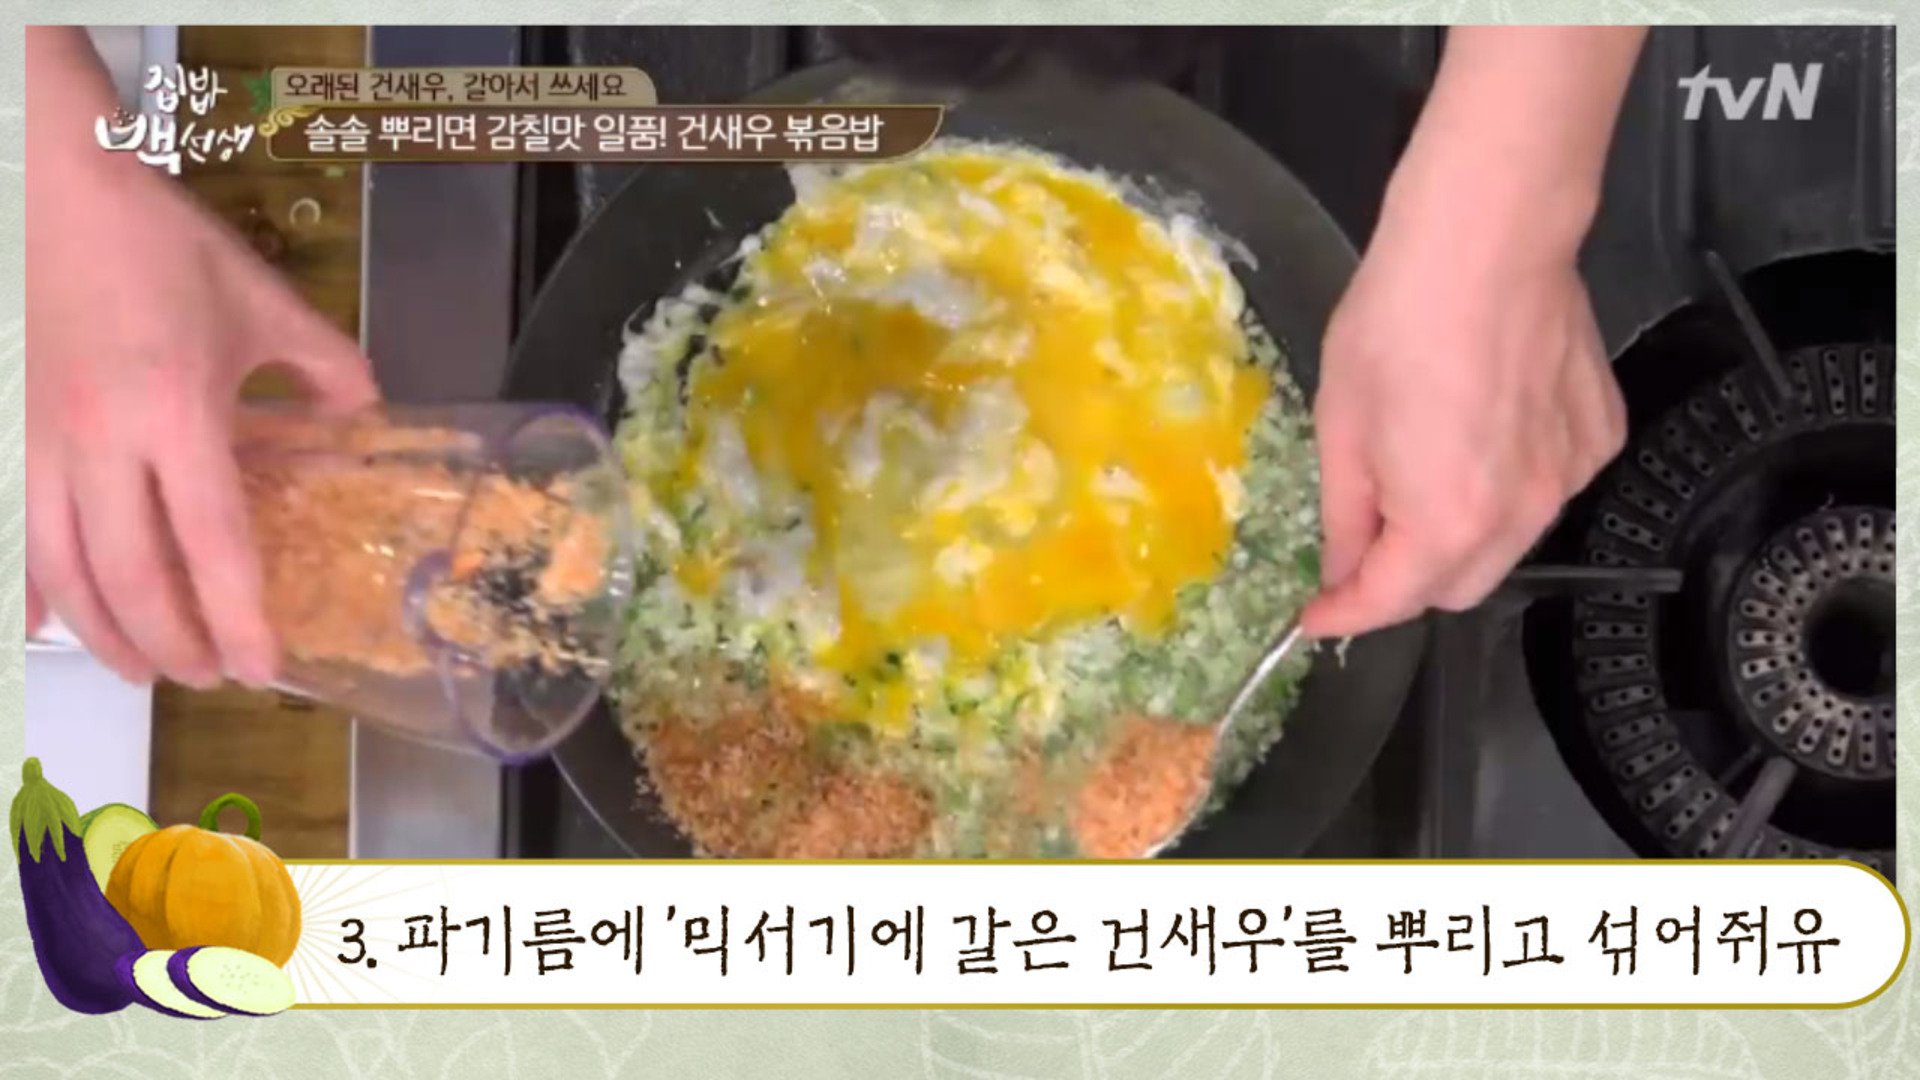 집밥
백선생
오래된 건새우, 갈아서 쓰세요
솔솔 뿌리면 감칠맛 일품! 건새우 볶음밥
tvN
3. 파기름에 '믹서기에 갈은 건새우'를 뿌리고 섞어줘유